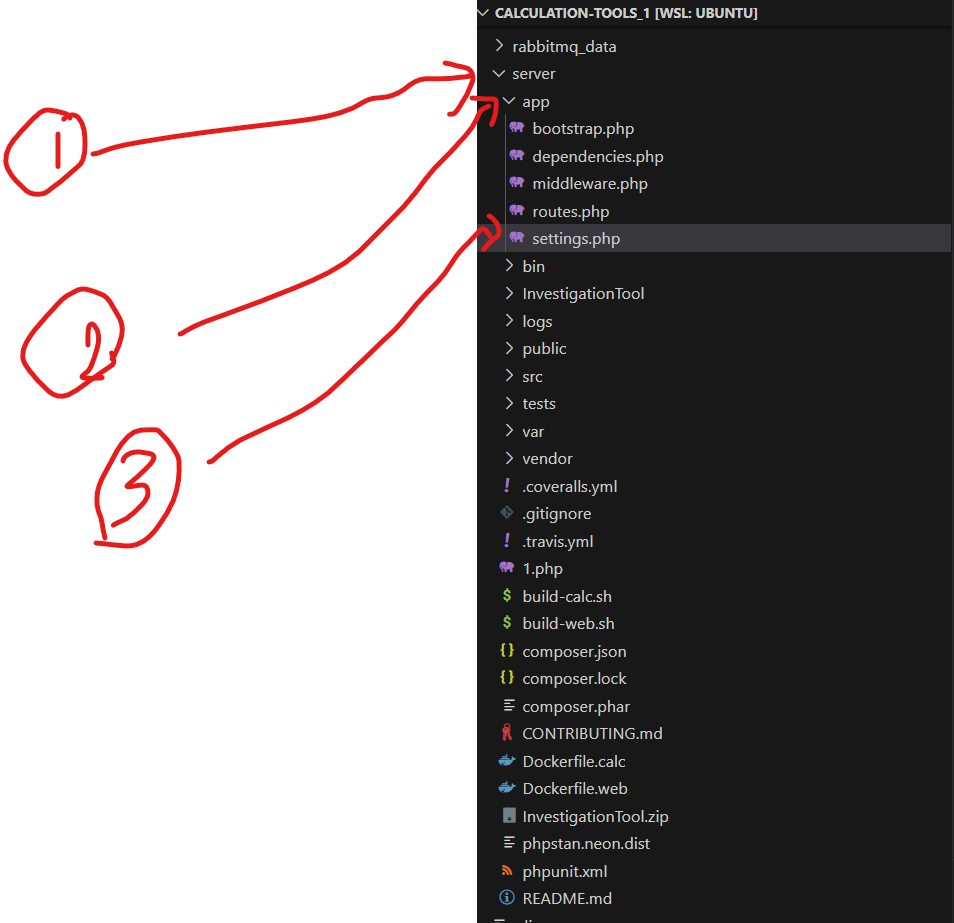 CALCULATION-TOOLS_1 [WSL: UBUNTU]
rabbitmq_data
server
app
1
bootstrap.php
dependencies.php
middleware.php
routes.php
settings.php
bin
InvestigationTool
logs
2
public
src
tests
var
vendor
3
.coveralls.yml
.gitignore
.travis.yml
1.php
build-calc.sh
build-web.sh
composer.json
composer.lock
composer.phar
CONTRIBUTING.md
Dockerfile.calc
Dockerfile.web
InvestigationTool.zip
phpstan.neon.dist
phpunit.xml
README.md